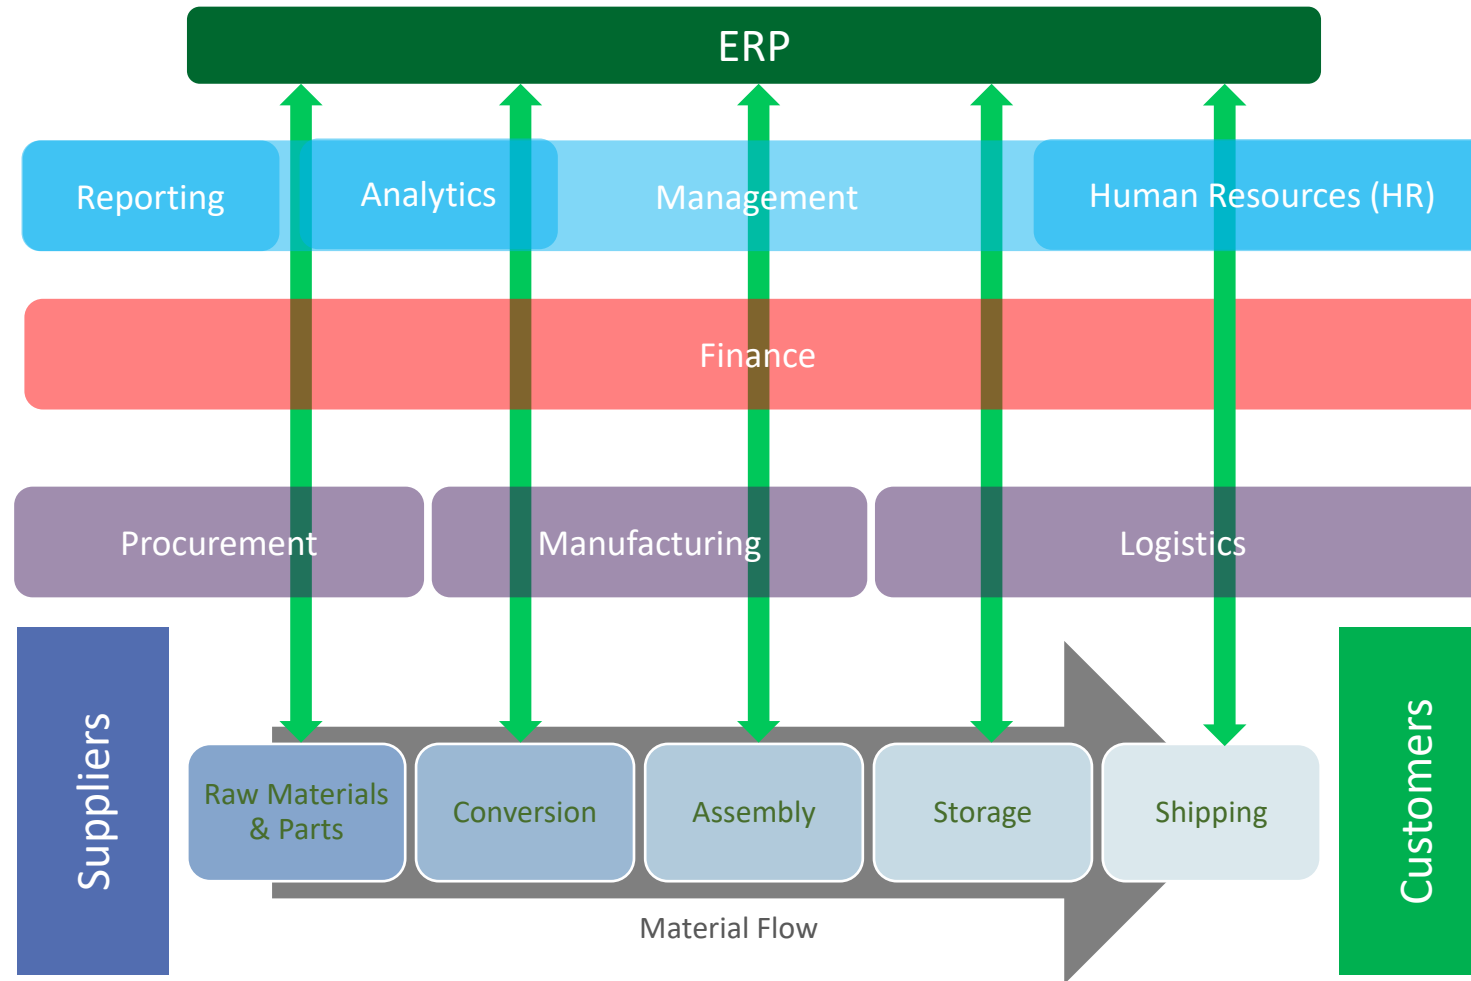 ERP
Reporting
Analytics
Management
Human Resources (HR)
Finance
Procurement
Manufacturing
Logistics
Suppliers
Raw Materials
& Parts
Conversion
Assembly
Storage
Shipping
Customers
Material Flow